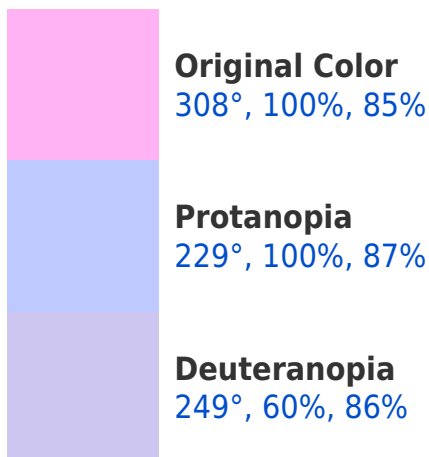 Original Color
308°, 100%, 85%
Protanopia
229°, 100%, 87%
Deuteranopia
249°, 60%, 86%